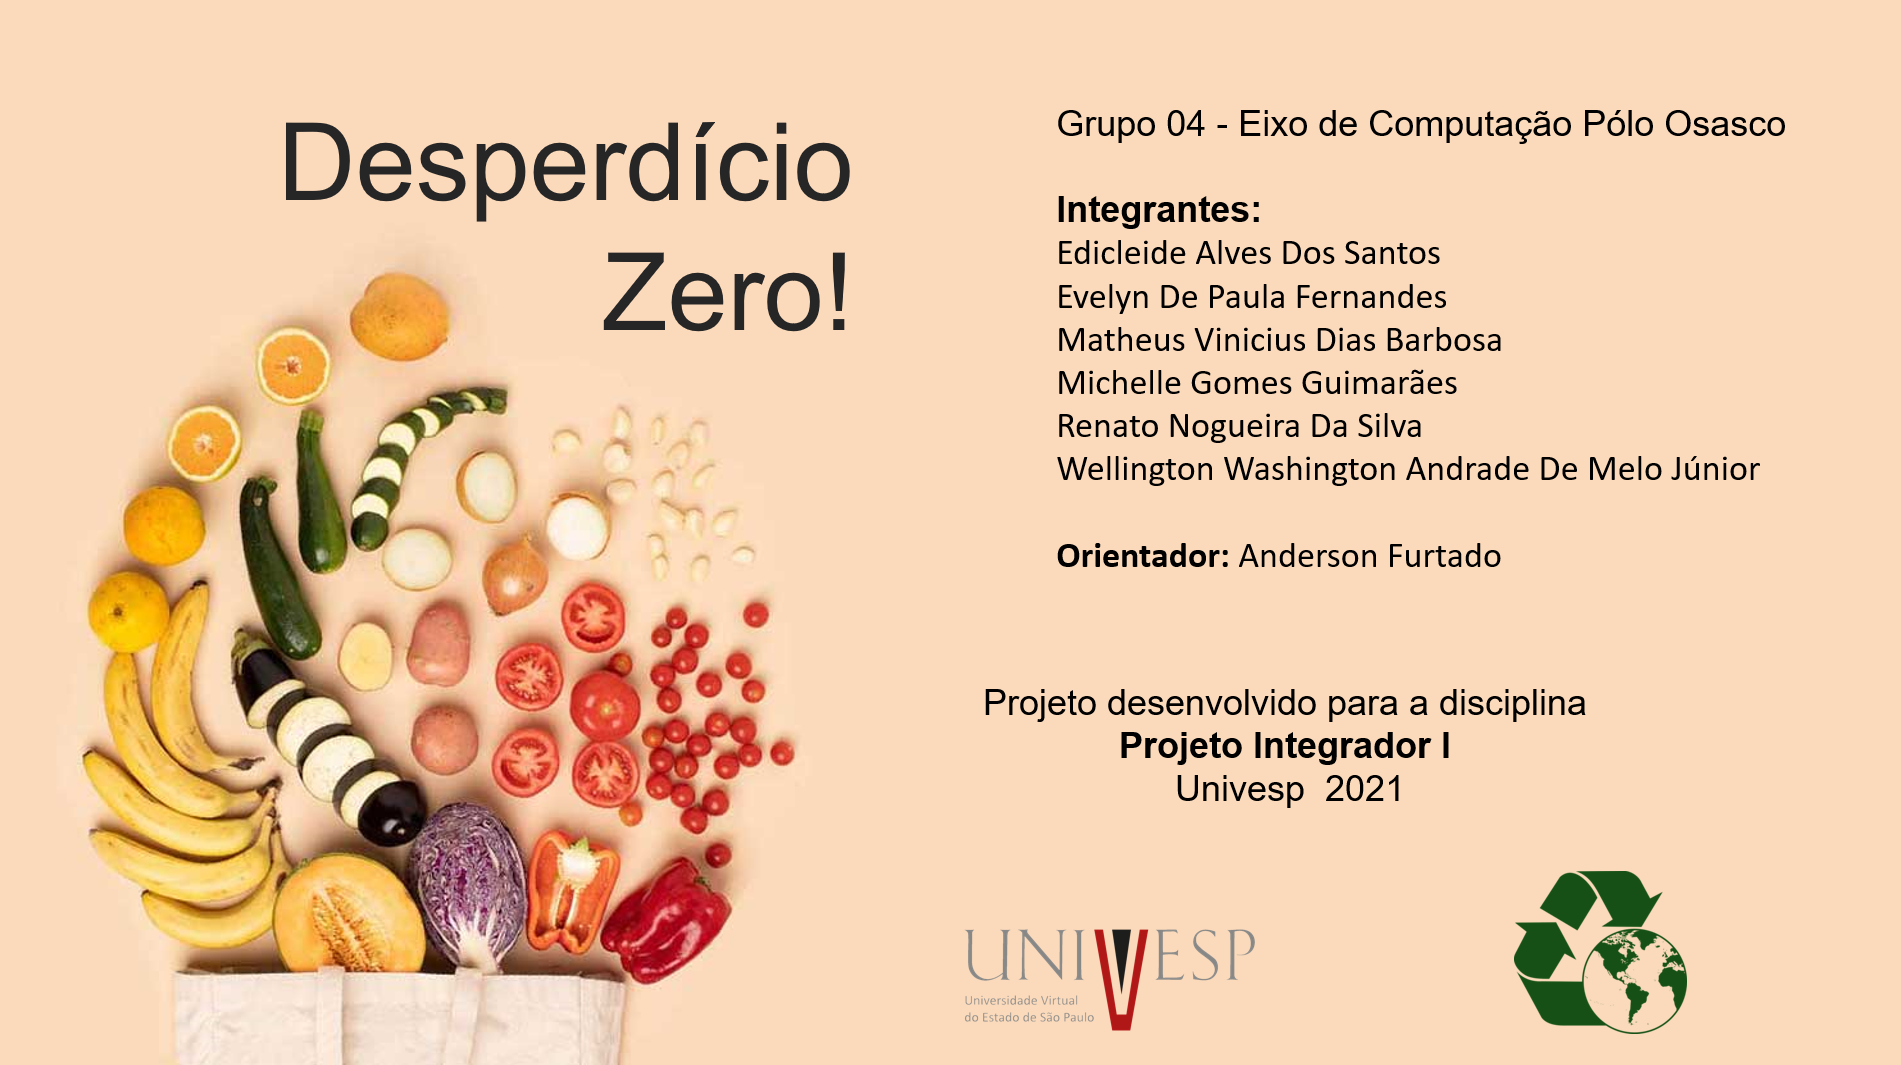 Desperdício
Zero!
Grupo 04 - Eixo de Computação Pólo Osasco
Integrantes:
Edicleide Alves Dos Santos
Evelyn De Paula Fernandes
Matheus Vinicius Dias Barbosa
Michelle Gomes Guimarães
Renato Nogueira Da Silva
Wellington Washington Andrade De Melo Júnior
Orientador: Anderson Furtado
Projeto desenvolvido para a disciplina
Projeto Integrador I
Univesp 2021
UNIVESP
Universidade Virtual
do Estado de São Paulo